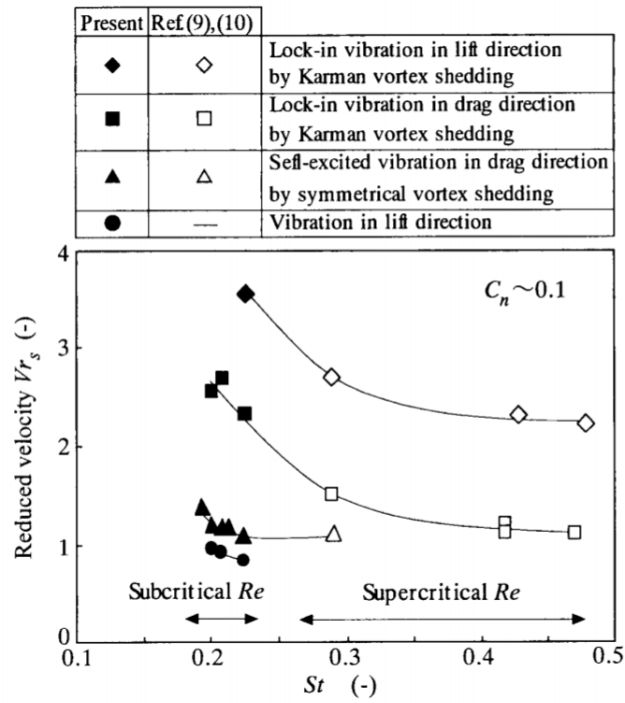 Present Ref.(9),(10)
Lock-in vibration in lift direction
by Karman vortex shedding
Lock-in vibration in drag direction
by Karman vortex shedding
Sefl-excited vibration in drag direction
by symmetrical vortex shedding
Vibration in lift direction
4
3
2
1
0
Reduced velocity Vr_s (-)
C_n~0.1
Subcritical Re
Supercritical Re
0.1 0.2 0.3 0.4 0.5
St (-)